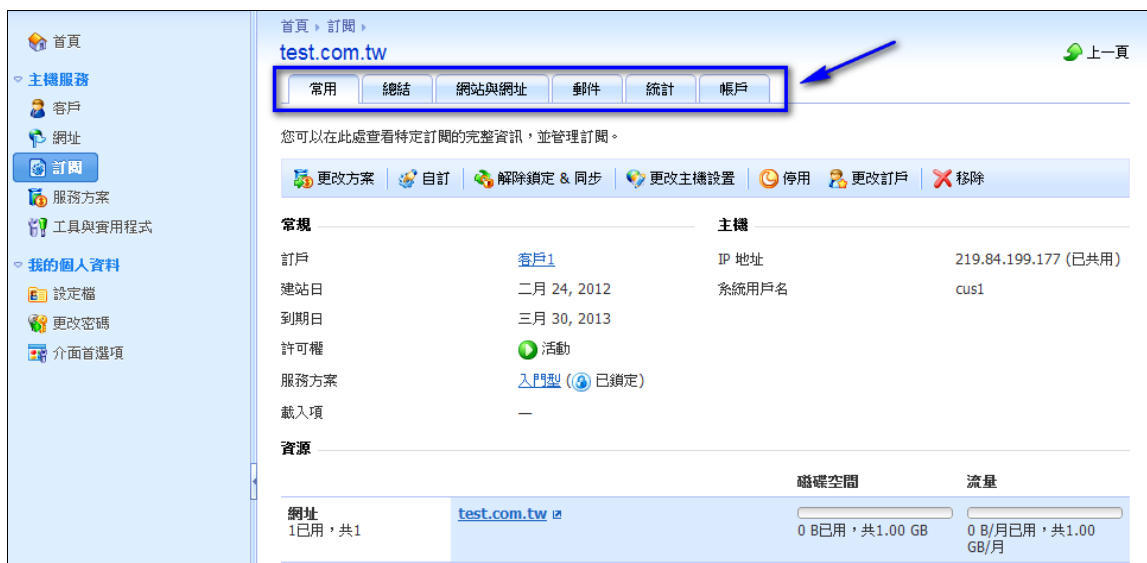 首頁
主機服務
客戶
網址
訂閱
服務方案
工具與實用程式
我的個人資料
設定檔
更改密碼
介面首選項
首頁 › 訂閱 ›
test.com.tw
上一頁
常用 總結 網站與網址 郵件 統計 帳戶
您可以在此處查看特定訂閱的完整資訊，並管理訂閱。
更改方案 自訂 解除鎖定 & 同步 更改主機設置 停用 更改訂戶 移除
常規
訂戶 客戶1
建站日 二月 24, 2012
到期日 三月 30, 2013
許可權 活動
服務方案 入門型 (已鎖定)
載入項 —
主機
IP 地址 219.84.199.177 (已共用)
系統用戶名 cus1
資源
磁碟空間 流量
網址
1已用，共1
test.com.tw
0 B已用，共1.00 GB
0 B/月已用，共1.00
GB/月